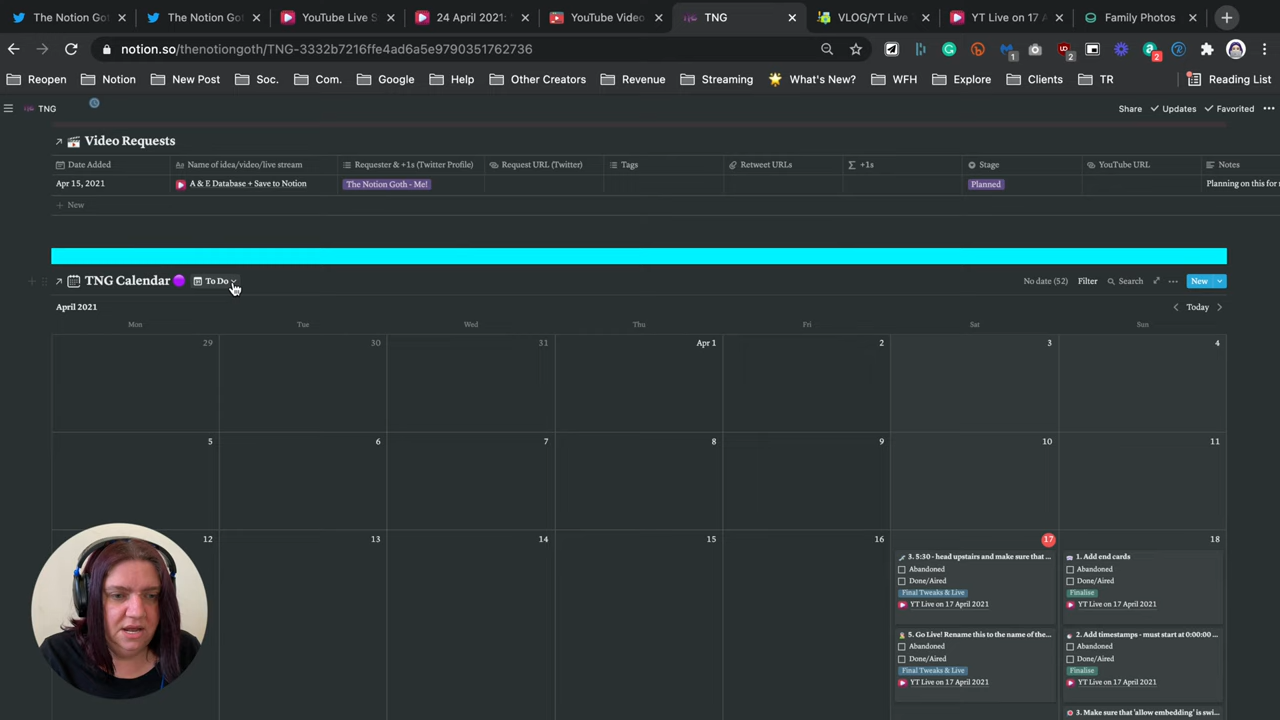 The Notion Got
The Notion Got
YouTube Live S
24 April 2021:
YouTube Video
TNG
VLOG/YT Live
YT Live on 17 A
Family Photos
notion.so/thenotiongoth/TNG-3332b7216ffe4ad6a5e9790351762736
1
2
2
Reopen
Notion
New Post
Soc.
Com.
Google
Help
Other Creators
Revenue
Streaming
What's New?
WFH
Explore
Clients
TR
Reading List
TNG
Share
Updates
Favorited
Video Requests
Date Added
Aa Name of idea/video/live stream
Requester & +1s (Twitter Profile)
Request URL (Twitter)
Tags
Retweet URLs
Σ +1s
Stage
YouTube URL
Notes
Apr 15, 2021
A & E Database + Save to Notion
The Notion Goth - Me!
Planned
Planning on this for
+ New
TNG Calendar
To Do
No date (52)
Filter
Search
New
April 2021
Today
Mon Tue Wed Thu Fri Sat Sun
29 30 31 Apr 1 2 3 4
5 6 7 8 9 10 11
12 13 14 15 16 17 18
3. 5:30 - head upstairs and make sure that ...
Abandoned
Done/Aired
Final Tweaks & Live
YT Live on 17 April 2021
1. Add end cards
Abandoned
Done/Aired
Finalise
YT Live on 17 April 2021
5. Go Live! Rename this to the name of the...
Abandoned
Done/Aired
Final Tweaks & Live
YT Live on 17 April 2021
2. Add timestamps - must start at 0:00:00 ...
Abandoned
Done/Aired
Finalise
YT Live on 17 April 2021
3. Make sure that 'allow embedding' is swi...